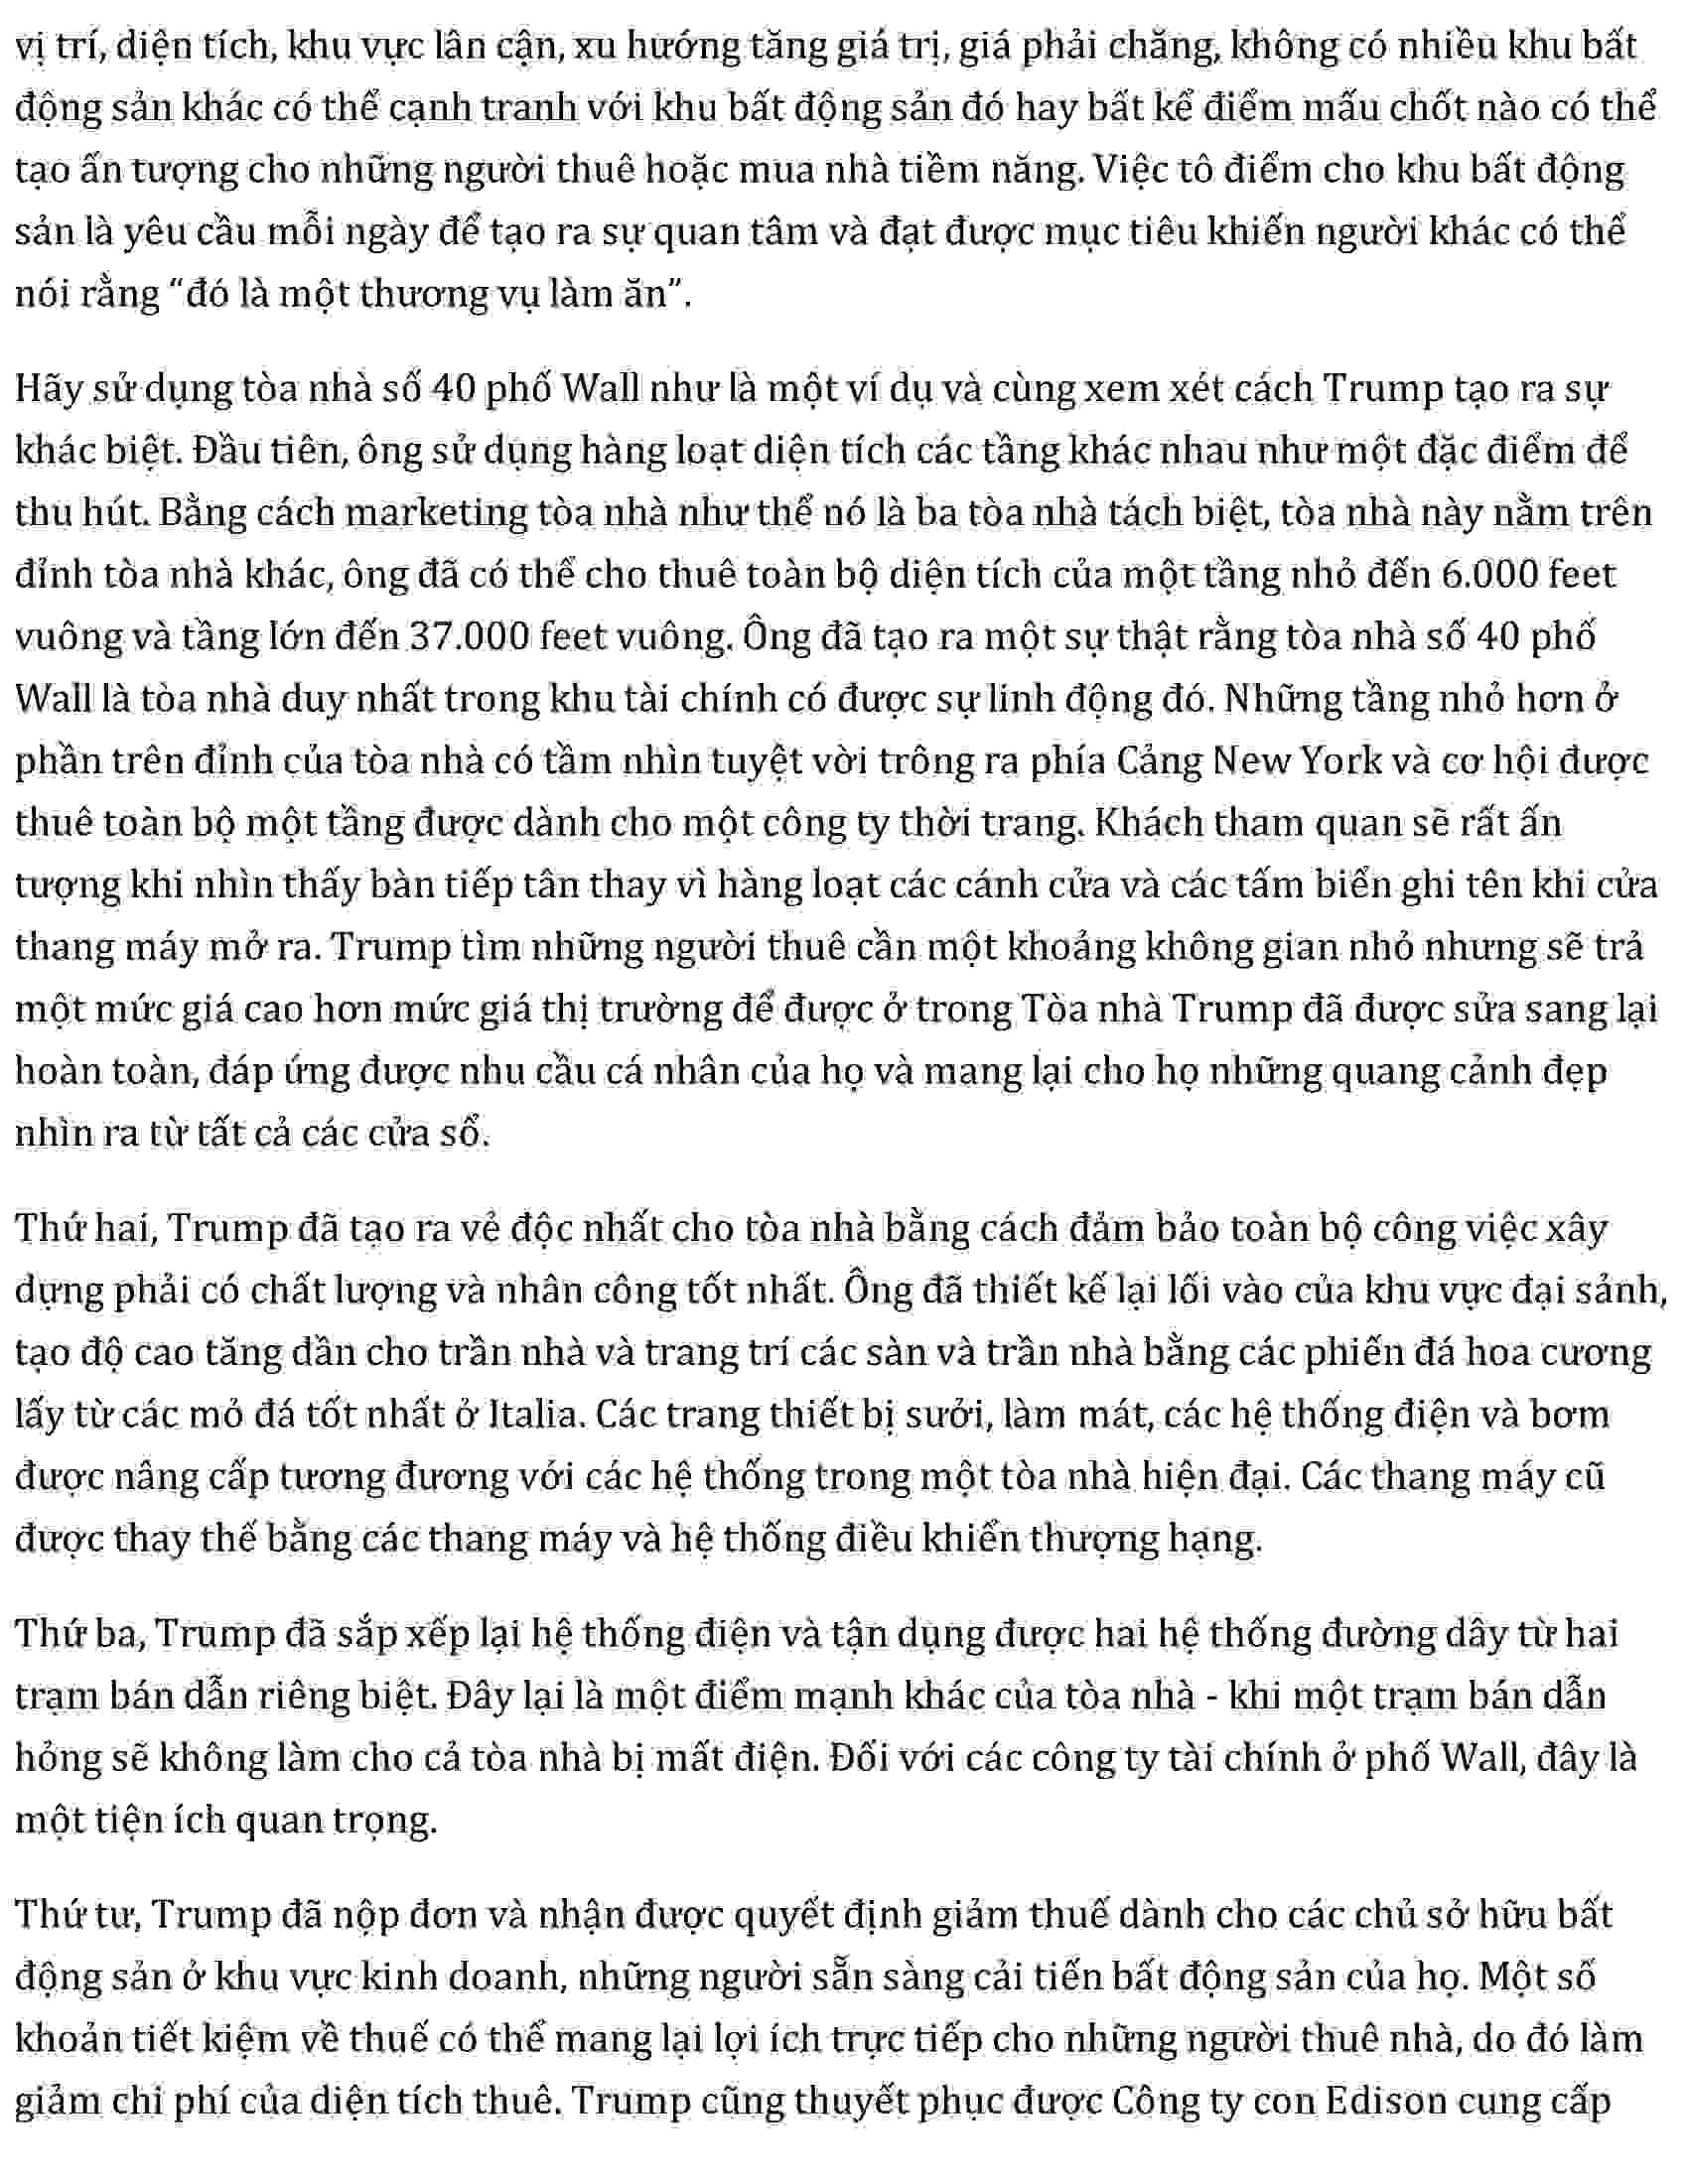 vị trí, diện tích, khu vực lân cận, xu hướng tăng giá trị, giá phải chăng, không có nhiều khu bất
động sản khác có thể cạnh tranh với khu bất động sản đó hay bất kể điểm mấu chốt nào có thể
tạo ấn tượng cho những người thuê hoặc mua nhà tiềm năng. Việc tô điểm cho khu bất động
sản là yêu cầu mỗi ngày để tạo ra sự quan tâm và đạt được mục tiêu khiến người khác có thể
nói rằng “đó là một thương vụ làm ăn”.
Hãy sử dụng tòa nhà số 40 phố Wall như là một ví dụ và cùng xem xét cách Trump tạo ra sự
khác biệt. Đầu tiên, ông sử dụng hàng loạt diện tích các tầng khác nhau như một đặc điểm để
thu hút. Bằng cách marketing tòa nhà như thể nó là ba tòa nhà tách biệt, tòa nhà này nằm trên
đỉnh tòa nhà khác, ông đã có thể cho thuê toàn bộ diện tích của một tầng nhỏ đến 6.000 feet
vuông và tầng lớn đến 37.000 feet vuông. Ông đã tạo ra một sự thật rằng tòa nhà số 40 phố
Wall là tòa nhà duy nhất trong khu tài chính có được sự linh động đó. Những tầng nhỏ hơn ở
phần trên đỉnh của tòa nhà có tầm nhìn tuyệt vời trông ra phía Cảng New York và cơ hội được
thuê toàn bộ một tầng được dành cho một công ty thời trang. Khách tham quan sẽ rất ấn
tượng khi nhìn thấy bàn tiếp tân thay vì hàng loạt các cánh cửa và các tấm biển ghi tên khi cửa
thang máy mở ra. Trump tìm những người thuê cần một khoảng không gian nhỏ nhưng sẽ trả
một mức giá cao hơn mức giá thị trường để được ở trong Tòa nhà Trump đã được sửa sang lại
hoàn toàn, đáp ứng được nhu cầu cá nhân của họ và mang lại cho họ những quang cảnh đẹp
nhìn ra từ tất cả các cửa sổ.
Thứ hai, Trump đã tạo ra vẻ độc nhất cho tòa nhà bằng cách đảm bảo toàn bộ công việc xây
dựng phải có chất lượng và nhân công tốt nhất. Ông đã thiết kế lại lối vào của khu vực đại sảnh,
tạo độ cao tăng dần cho trần nhà và trang trí các sàn và trần nhà bằng các phiến đá hoa cương
lấy từ các mỏ đá tốt nhất ở Italia. Các trang thiết bị sưởi, làm mát, các hệ thống điện và bơm
được nâng cấp tương đương với các hệ thống trong một tòa nhà hiện đại. Các thang máy cũ
được thay thế bằng các thang máy và hệ thống điều khiển thượng hạng.
Thứ ba, Trump đã sắp xếp lại hệ thống điện và tận dụng được hai hệ thống đường dây từ hai
trạm bán dẫn riêng biệt. Đây lại là một điểm mạnh khác của tòa nhà - khi một trạm bán dẫn
hỏng sẽ không làm cho cả tòa nhà bị mất điện. Đối với các công ty tài chính ở phố Wall, đây là
một tiện ích quan trọng.
Thứ tư, Trump đã nộp đơn và nhận được quyết định giảm thuế dành cho các chủ sở hữu bất
động sản ở khu vực kinh doanh, những người sẵn sàng cải tiến bất động sản của họ. Một số
khoản tiết kiệm về thuế có thể mang lại lợi ích trực tiếp cho những người thuê nhà, do đó làm
giảm chi phí của diện tích thuê. Trump cũng thuyết phục được Công ty con Edison cung cấp